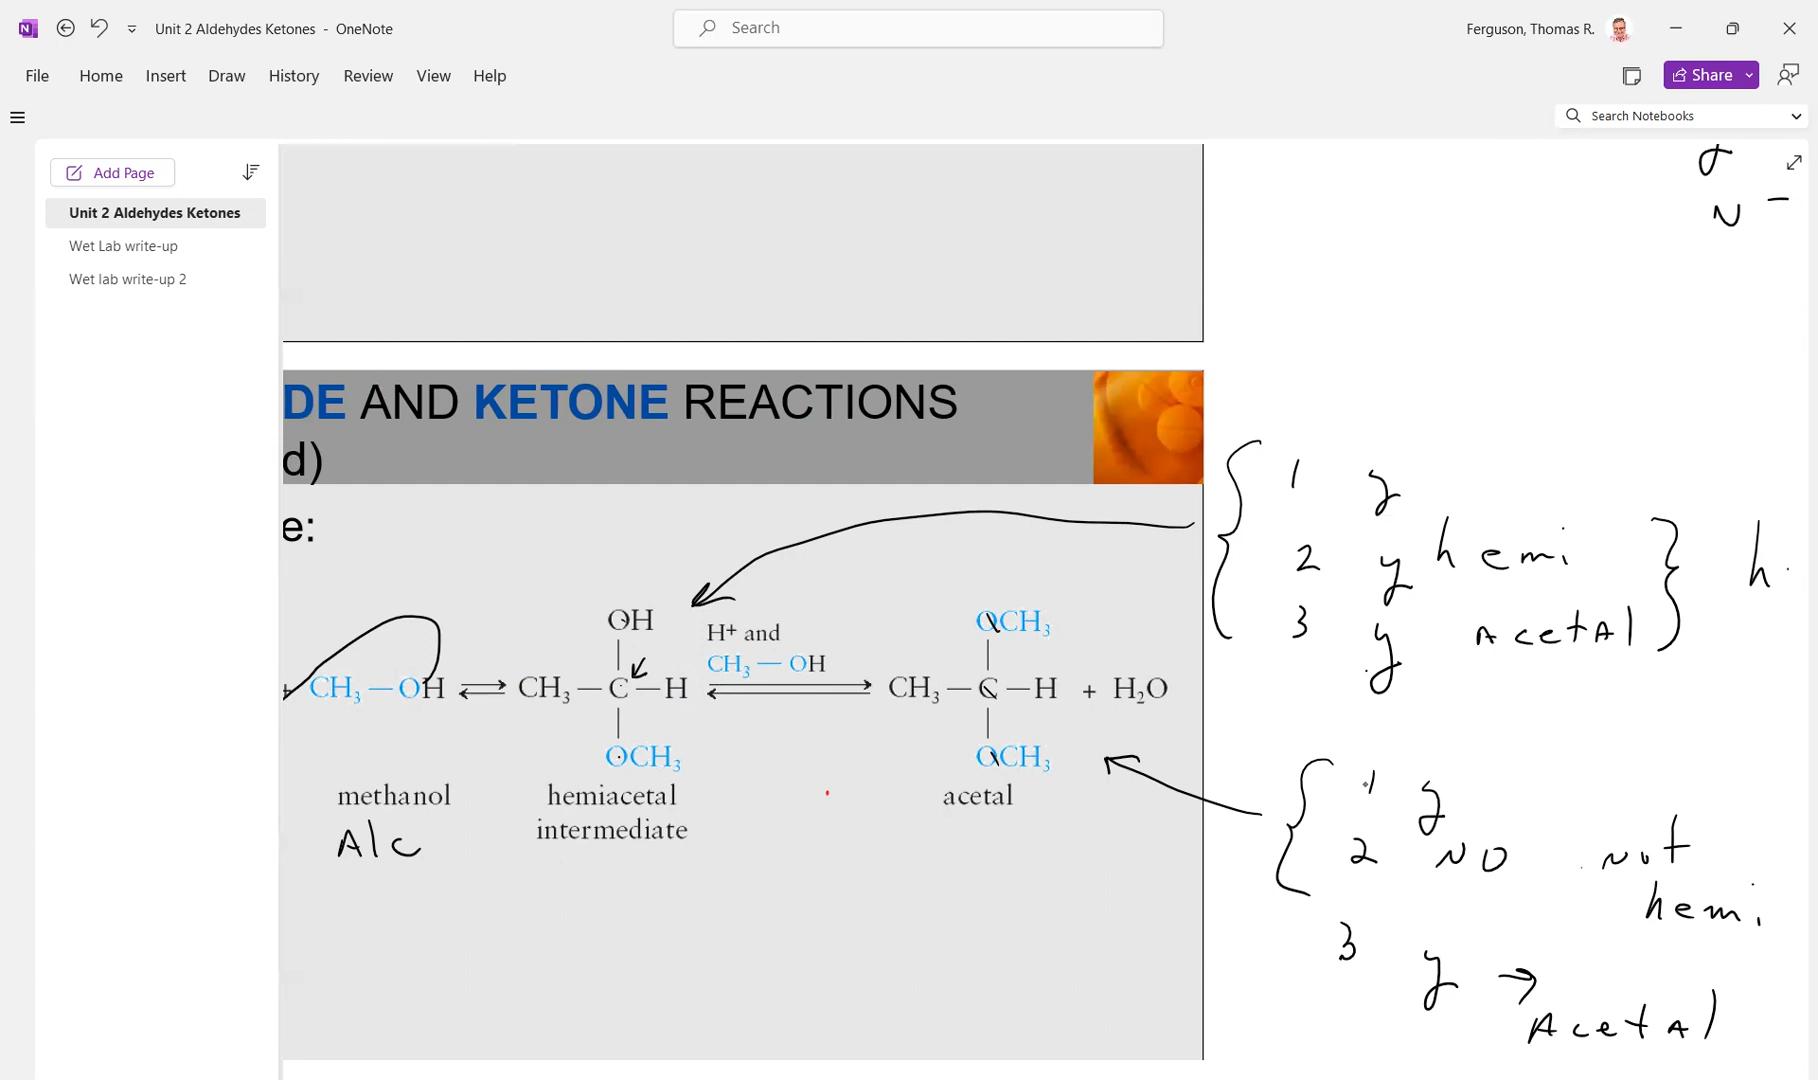 Unit 2 Aldehydes Ketones - OneNote
Search
Ferguson, Thomas R.
File Home Insert Draw History Review View Help
Share
Search Notebooks
Add Page
Unit 2 Aldehydes Ketones
Wet Lab write-up
Wet lab write-up 2
N -
DE AND KETONE REACTIONS
d)
e:
1 y
2 y hemi
3 y Acetal
h
OH
H+ and
CH3 — OH
OCH3
+ CH3 — OH ⇌ CH3 — C — H ⇌ CH3 — C — H + H2O
OCH3
OCH3
methanol
hemiacetal
intermediate
acetal
Alc
1 y
2 NO not
hemi
3 y →
Acetal